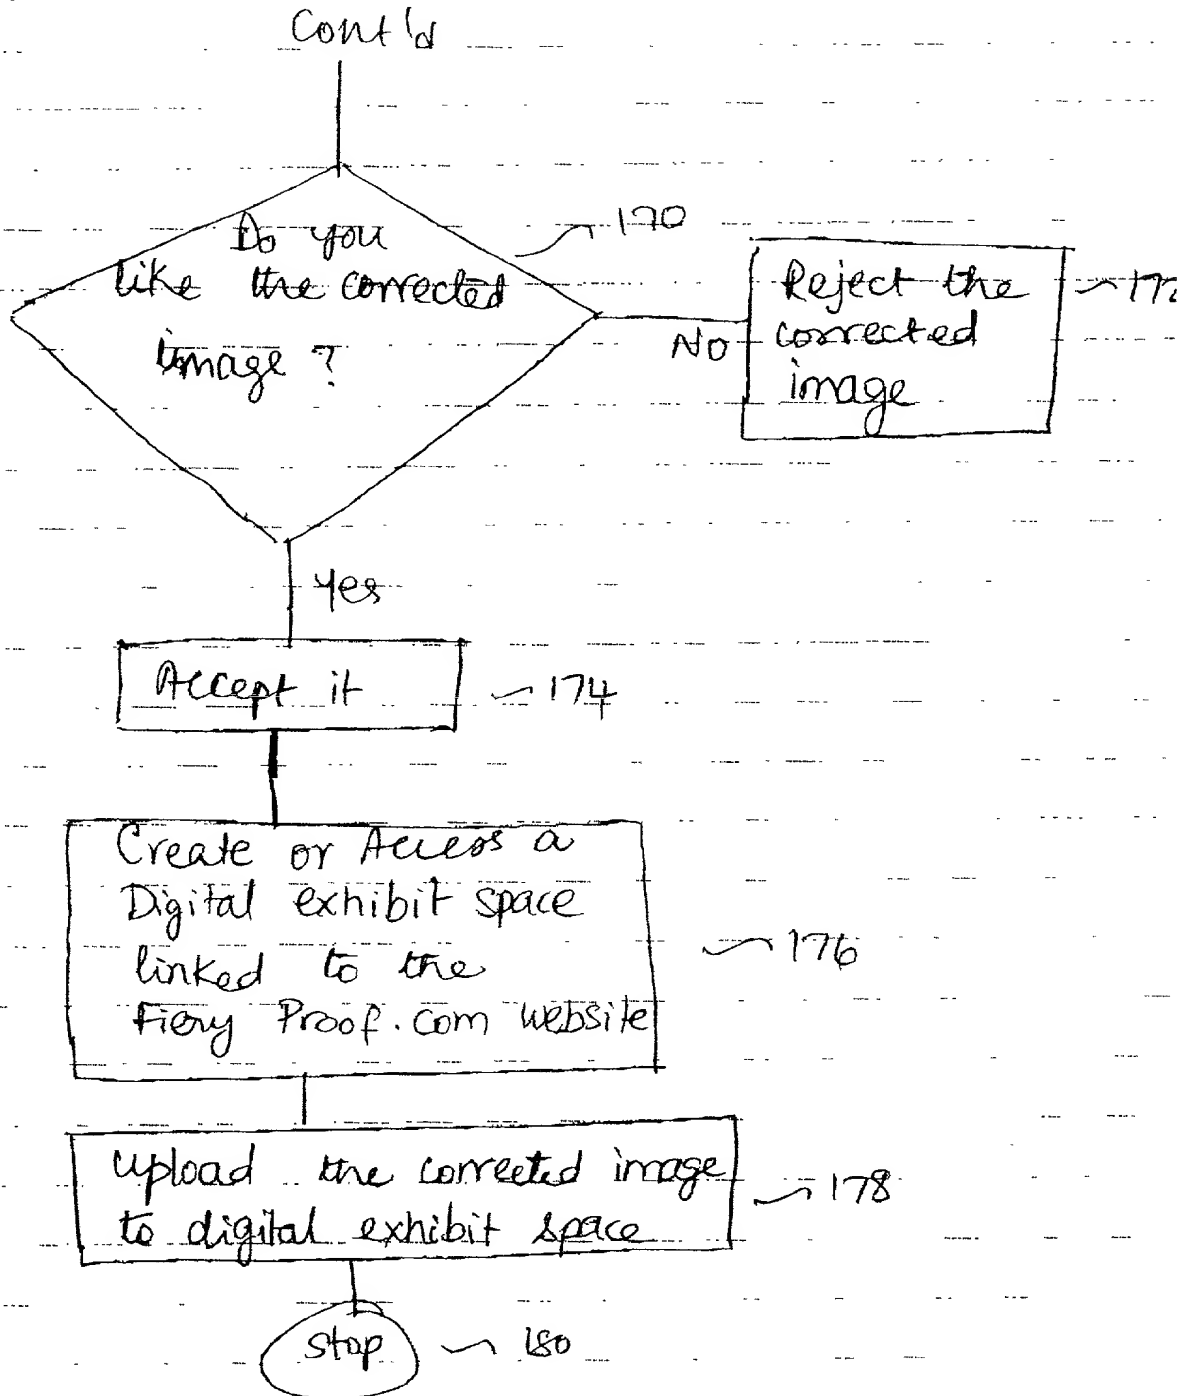 Cont'd
Do you
like the corrected
image ?
170
NO
Reject the
corrected
image
Yes
Accept it
174
Create or Access a
Digital exhibit space
linked to the
Fiery Proof.com website
176
upload the corrected image
to digital exhibit space
178
Stop
180